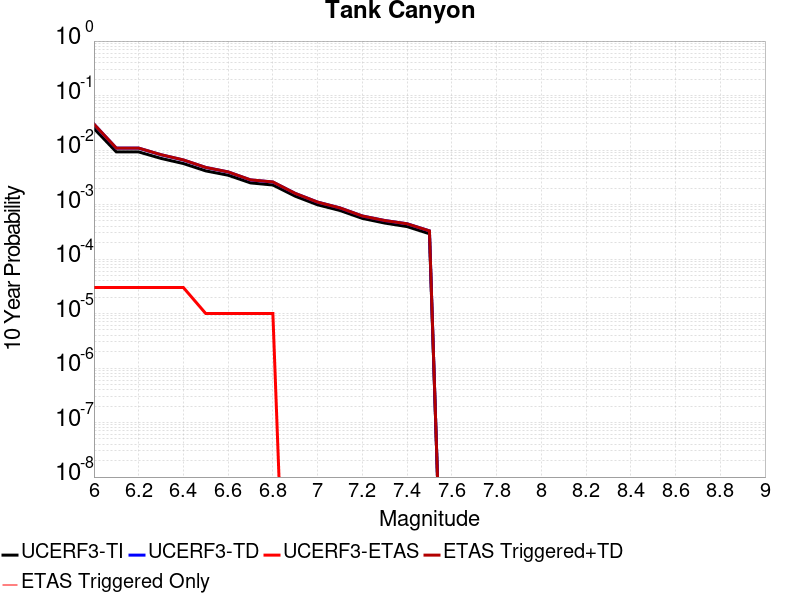 Tank Canyon
10 0
10 -1
10 -2
10 -3
10 -4
10 -5
10 -6
10 -7
10 -8
10 Year Probability
6 6.2 6.4 6.6 6.8 7 7.2 7.4 7.6 7.8 8 8.2 8.4 8.6 8.8 9
Magnitude
UCERF3-TI UCERF3-TD UCERF3-ETAS ETAS Triggered+TD
ETAS Triggered Only